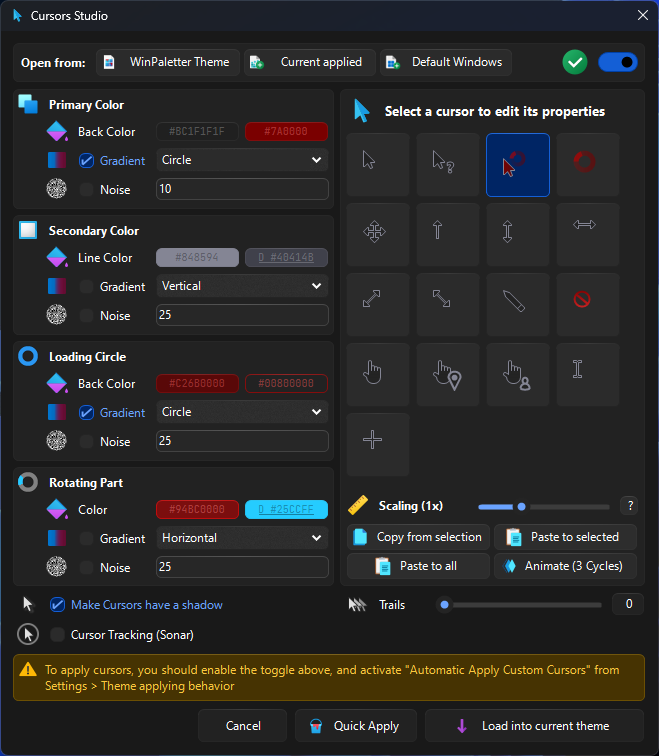 Cursors Studio
Open from:
WinPaletter Theme
Current applied
Default Windows
Primary Color
Back Color
#BC1F1F1F
#7A0000
Gradient
Circle
Noise
10
Secondary Color
Line Color
#848594
D #40414B
Gradient
Vertical
Noise
25
Loading Circle
Back Color
#C26B0000
#00800000
Gradient
Circle
Noise
25
Rotating Part
Color
#94BC0000
D #25CCFF
Gradient
Horizontal
Noise
25
Make Cursors have a shadow
Cursor Tracking (Sonar)
Select a cursor to edit its properties
Scaling (1x)
?
Copy from selection
Paste to selected
Paste to all
Animate (3 Cycles)
Trails
0
To apply cursors, you should enable the toggle above, and activate "Automatic Apply Custom Cursors" from
Settings > Theme applying behavior
Cancel
Quick Apply
Load into current theme